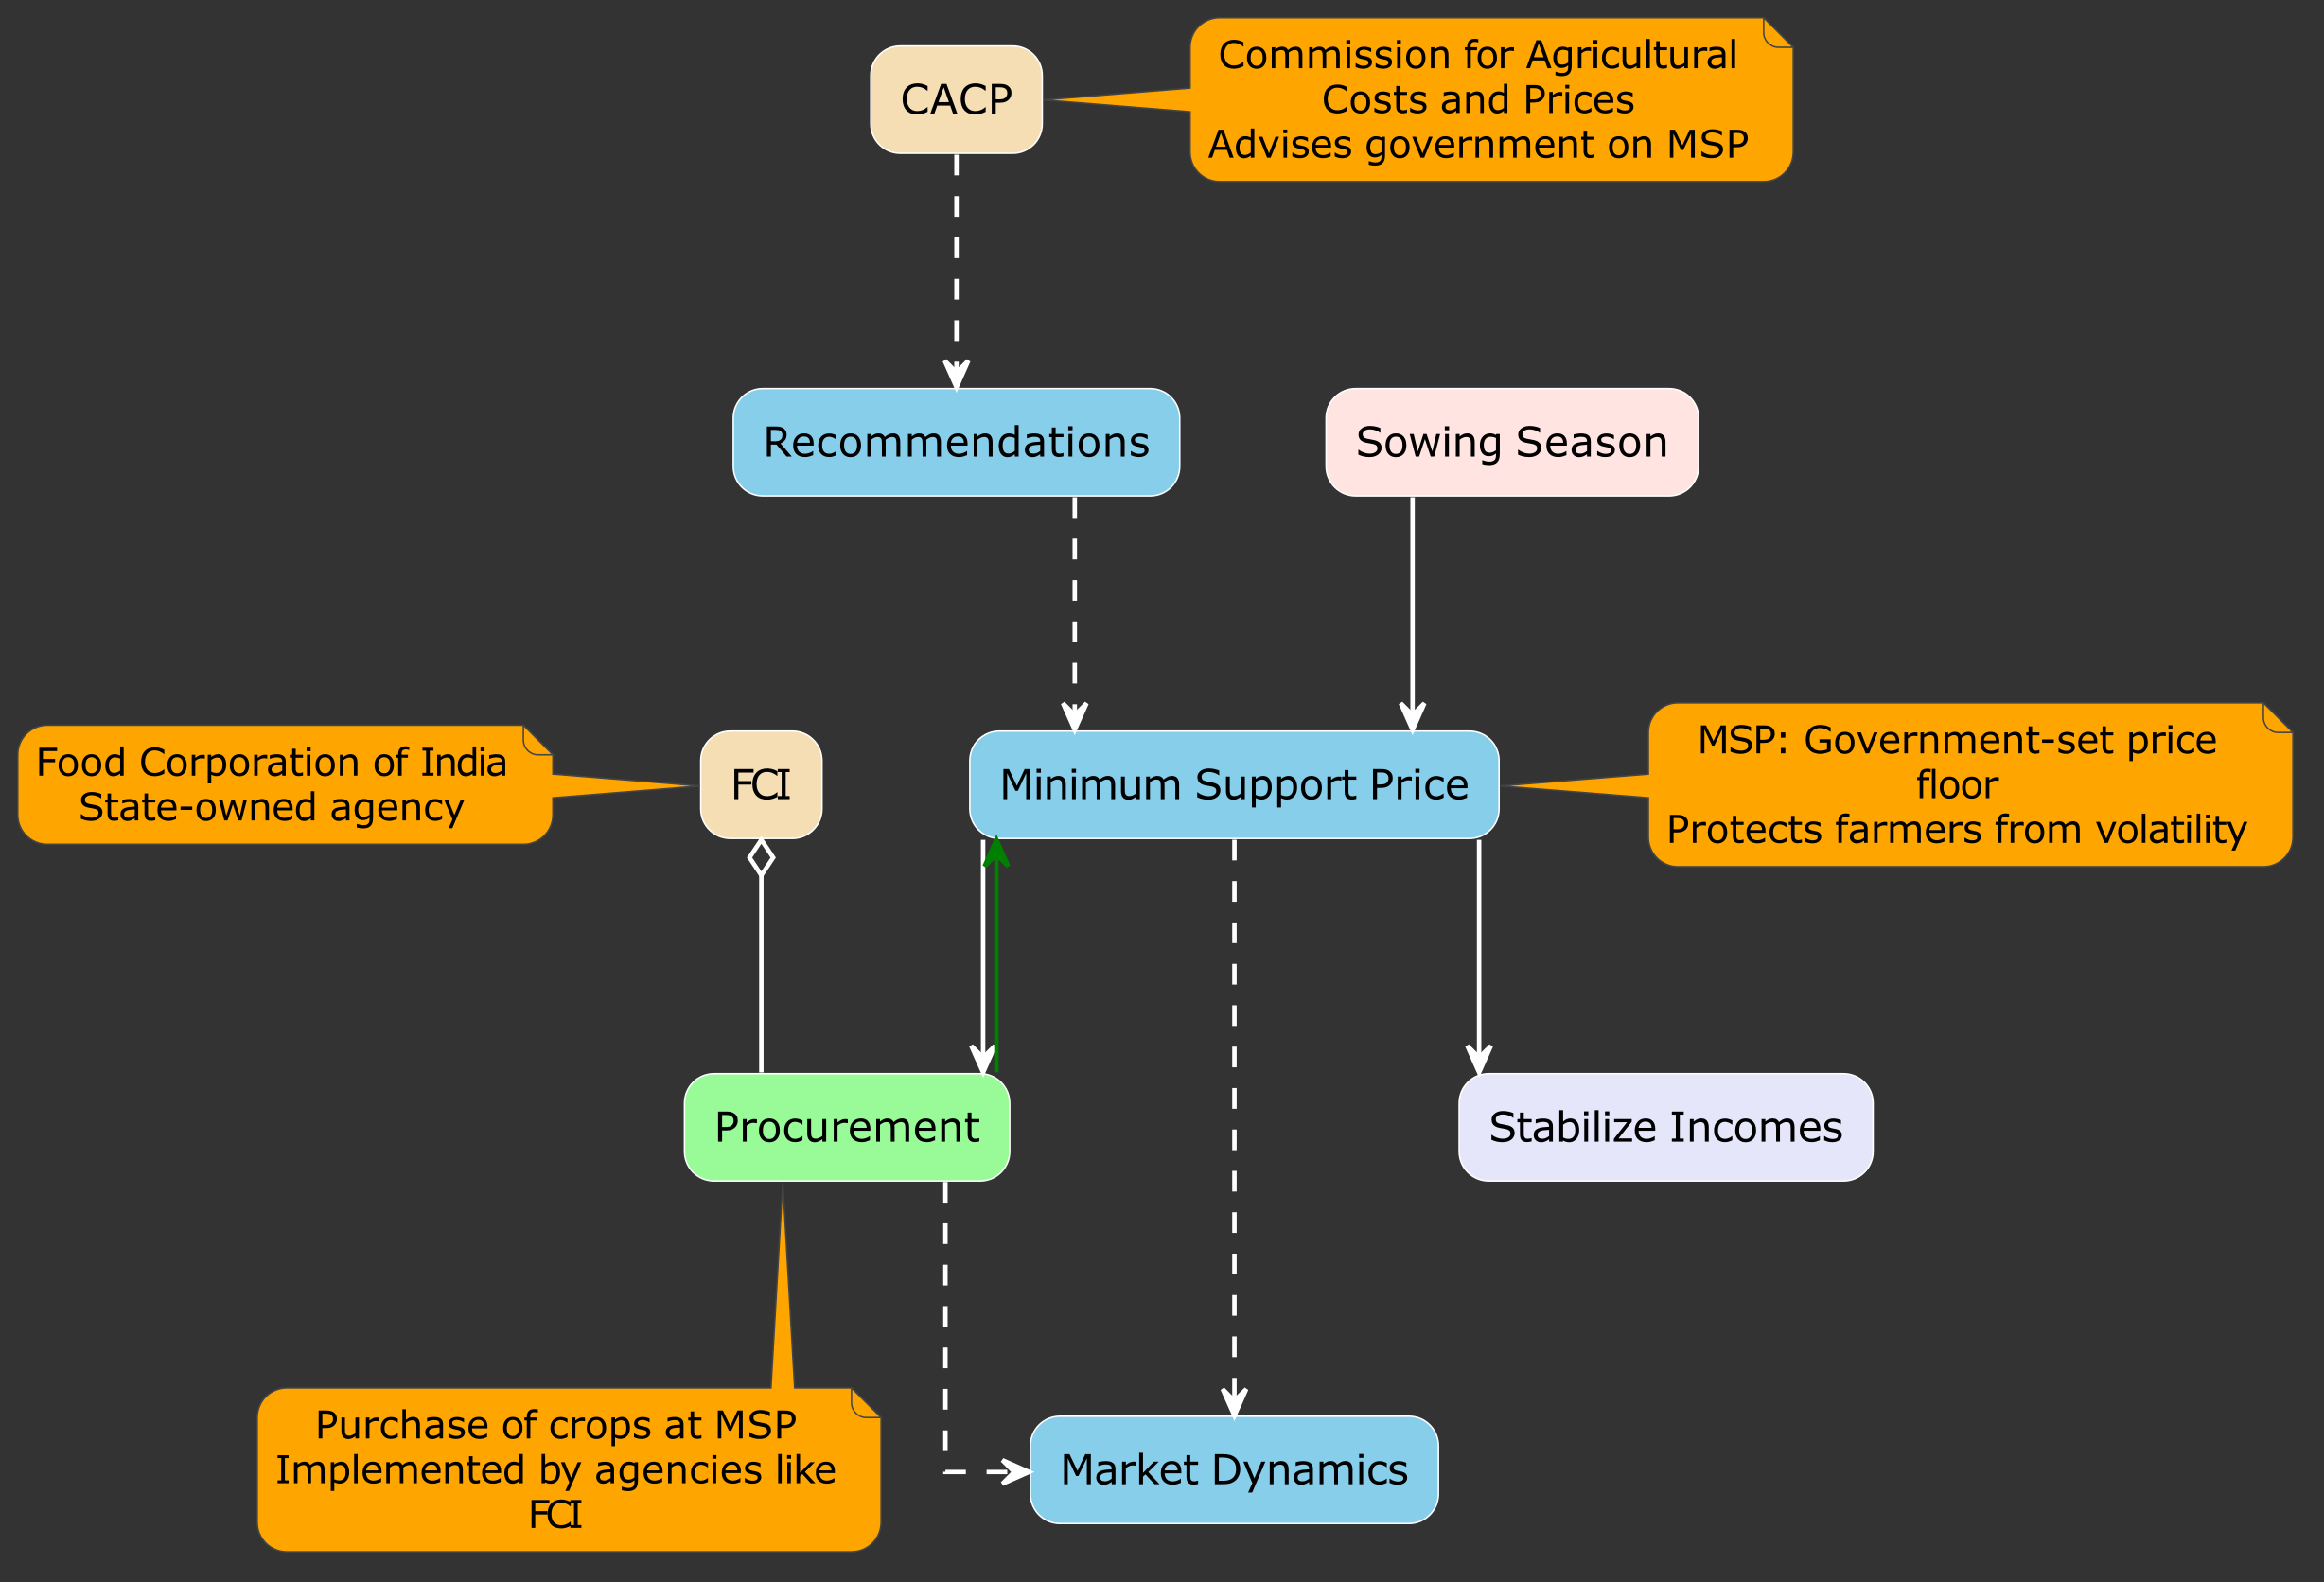 CACP
Commission for Agricultural
Costs and Prices
Advises government on MSP
Recommendations
Sowing Season
Food Corporation of India
State-owned agency
FCI
Minimum Support Price
MSP: Government-set price
floor
Protects farmers from volatility
Procurement
Stabilize Incomes
Purchase of crops at MSP
Implemented by agencies like
FCI
Market Dynamics